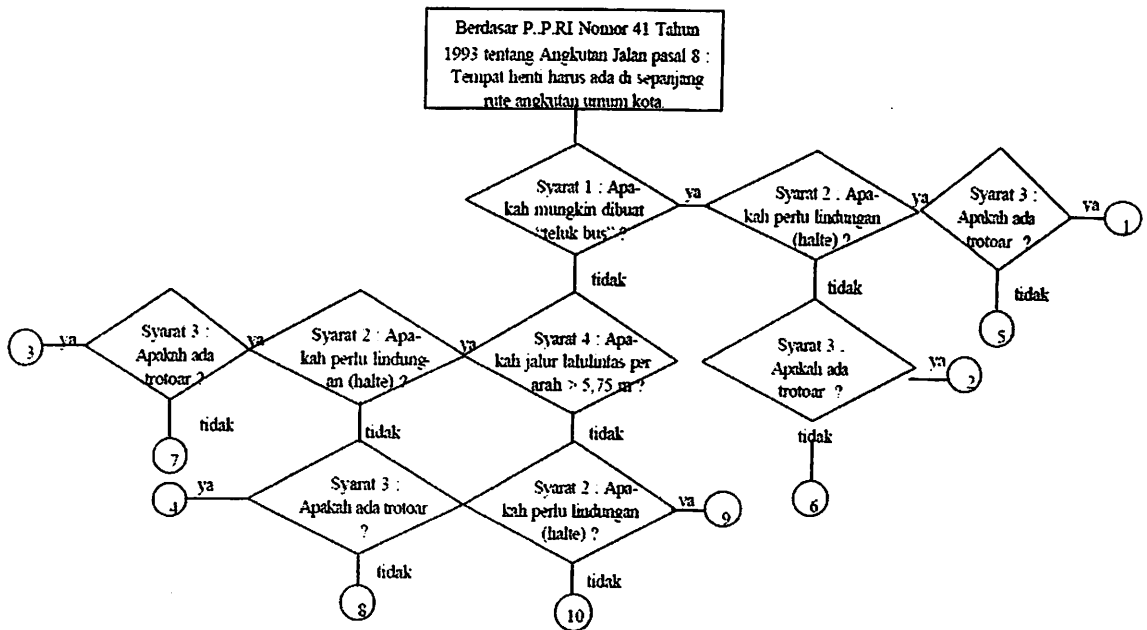 Berdasar P..P.RI Nomor 41 Tahun
1993 tentang Angkutan Jalan pasal 8 :
Tempat henti harus ada di sepanjang
rute angkutan umum kota.
Syarat 1 : Apa-
kah mungkin dibuat
"teluk bus" ?
ya
Syarat 2 . Apa-
kah perlu lindungan
(halte) ?
ya
Syarat 3 :
Apakah ada
trotoar ?
ya
1
tidak
tidak
tidak
5
3
ya
Syarat 3 :
Apakah ada
trotoar ?
ya
Syarat 2 : Apa-
kah perlu lindung-
an (halte) ?
ya
Syarat 4 : Apa-
kah jalur lalulintas per
arah > 5,75 m ?
Syarat 3 .
Apakah ada
trotoar ?
ya
2
tidak
7
tidak
tidak
tidak
6
4
ya
Syarat 3 :
Apakah ada trotoar
?
Syarat 2 : Apa-
kah perlu lindungan
(halte) ?
ya
9
tidak
8
tidak
10